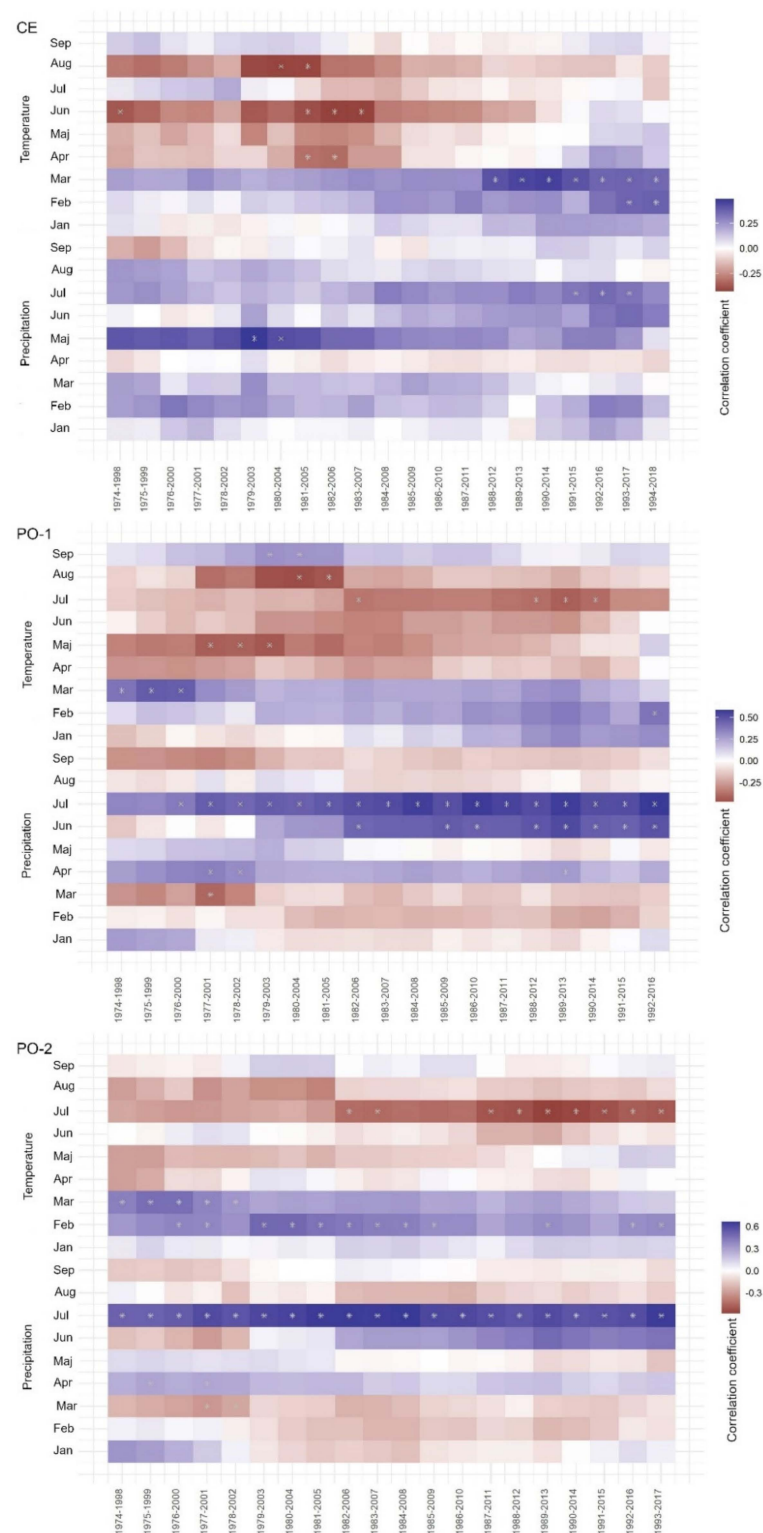 CE
Sep
Aug
Jul
Jun
Maj
Apr
Mar
Feb
Jan
Sep
Aug
Jul
Jun
Maj
Apr
Mar
Feb
Jan
Temperature
Precipitation
0.00
-0.25
Correlation coefficient
1974-1998
1975-1999
1976-2000
1977-2001
1978-2002
1979-2003
1980-2004
1981-2005
1982-2006
1983-2007
1984-2008
1985-2009
1986-2010
1987-2011
1988-2012
1989-2013
1990-2014
1991-2015
1992-2016
1993-2017
1994-2018
PO-1
Sep
Aug
Jul
Jun
Maj
Apr
Mar
Feb
Jan
Sep
Aug
Jul
Jun
Maj
Apr
Mar
Feb
Jan
Temperature
Precipitation
0.50
0.25
0.00
-0.25
Correlation coefficient
1974-1998
1975-1999
1976-2000
1977-2001
1978-2002
1979-2003
1980-2004
1981-2005
1982-2006
1983-2007
1984-2008
1985-2009
1986-2010
1987-2011
1988-2012
1989-2013
1990-2014
1991-2015
1992-2016
PO-2
Sep
Aug
Jul
Jun
Maj
Apr
Mar
Feb
Jan
Sep
Aug
Jul
Jun
Maj
Apr
Mar
Feb
Jan
Temperature
Precipitation
0.6
0.3
0.0
-0.3
Correlation coefficient
1974-1998
1975-1999
1976-2000
1977-2001
1978-2002
1979-2003
1980-2004
1981-2005
1982-2006
1983-2007
1984-2008
1985-2009
1986-2010
1987-2011
1988-2012
1989-2013
1990-2014
1991-2015
1992-2016
1993-2017